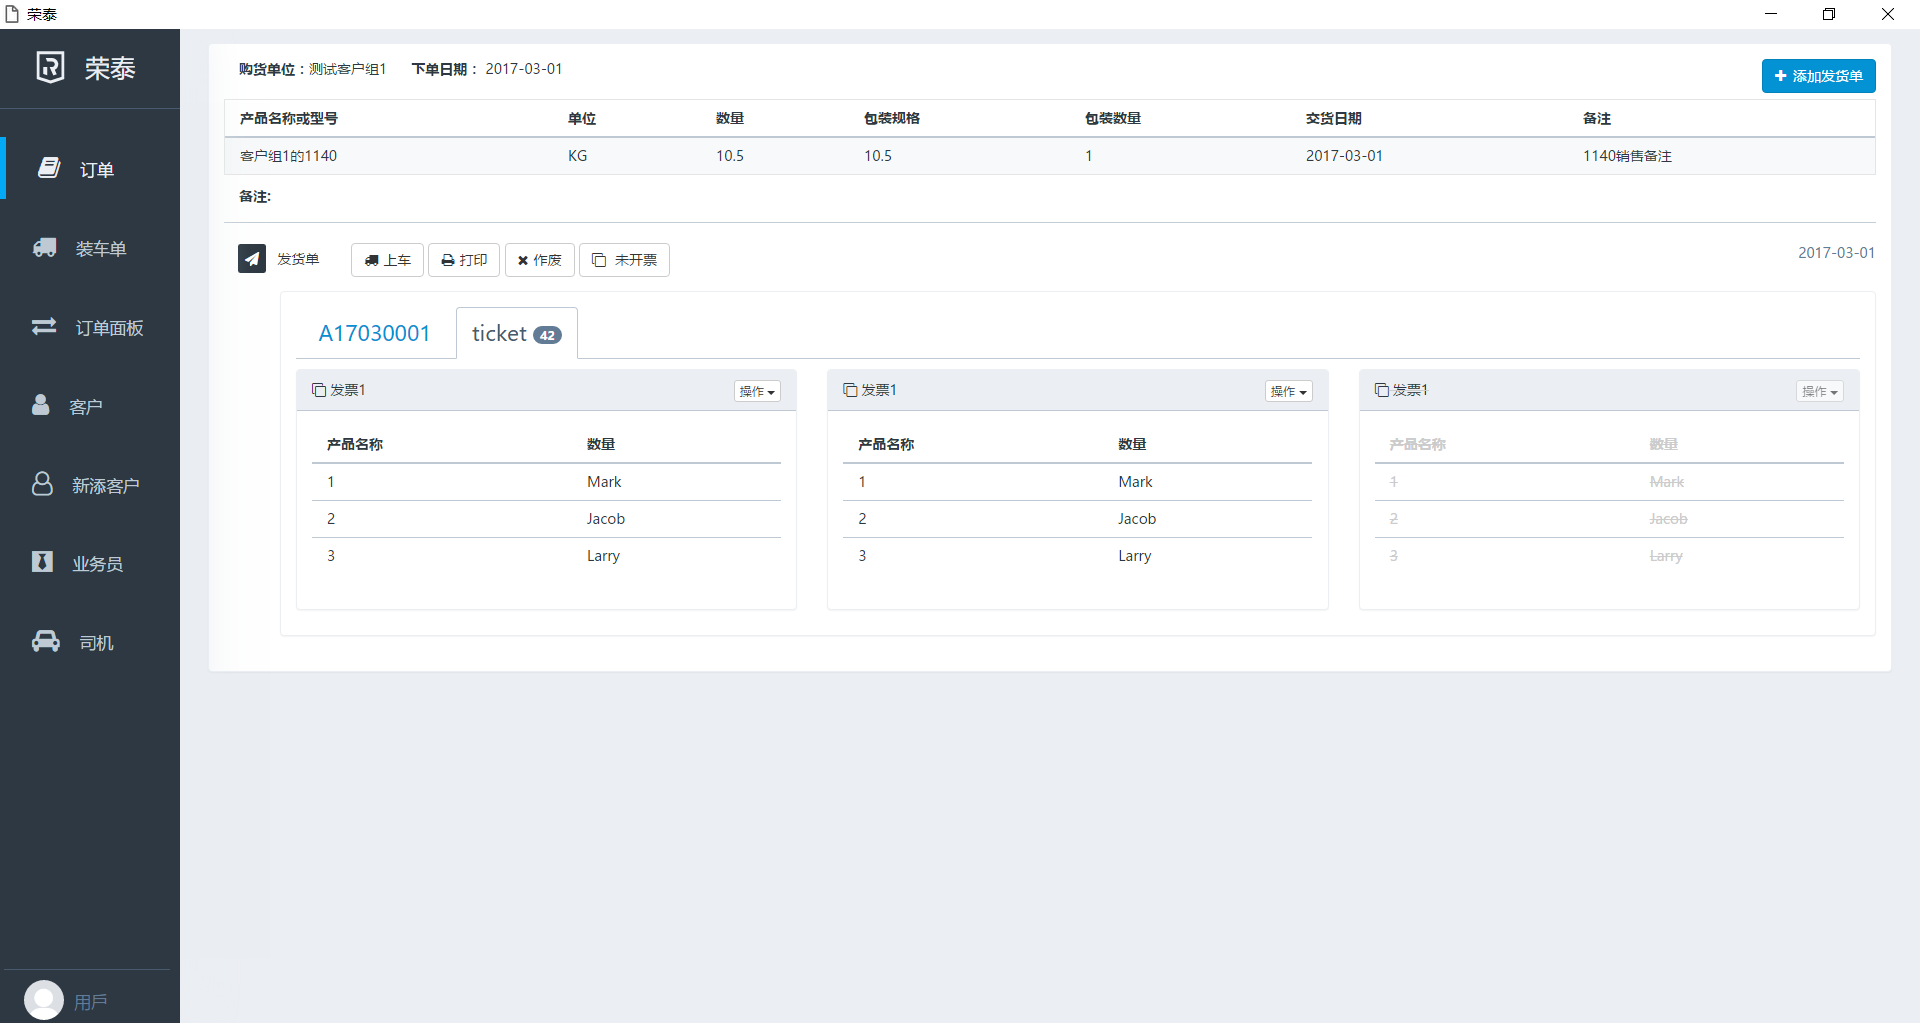 荣泰
荣泰
订单
装车单
订单面板
客户
新添客户
业务员
司机
用戶
购货单位：测试客户组1 下单日期： 2017-03-01
添加发货单
产品名称或型号 单位 数量 包装规格 包装数量 交货日期 备注
客户组1的1140 KG 10.5 10.5 1 2017-03-01 1140销售备注
备注:
发货单 上车 打印 作废 未开票 2017-03-01
A17030001 ticket 42
发票1 操作
产品名称 数量
1 Mark
2 Jacob
3 Larry
发票1 操作
产品名称 数量
1 Mark
2 Jacob
3 Larry
发票1 操作
产品名称 数量
1 Mark
2 Jacob
3 Larry